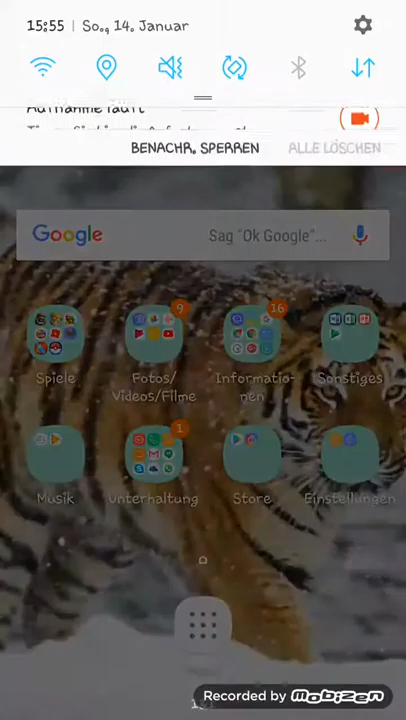 15:55 | So., 14. Januar
Aufnahme läuft
BENACHR. SPERREN ALLE LÖSCHEN
Google Sag "Ok Google"...
9 16
Spiele Fotos/ Informatio- Sonstiges
Videos/Filme nen
1
Musik unterhaltung Store Einstellungen
Recorded by mobizen